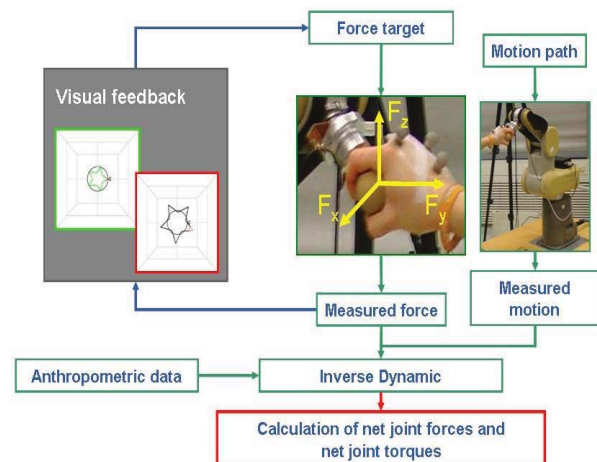 Force target
Motion path
Visual feedback
Fz
Fx
Fy
Measured force
Measured
motion
Anthropometric data
Inverse Dynamic
Calculation of net joint forces and
net joint torques